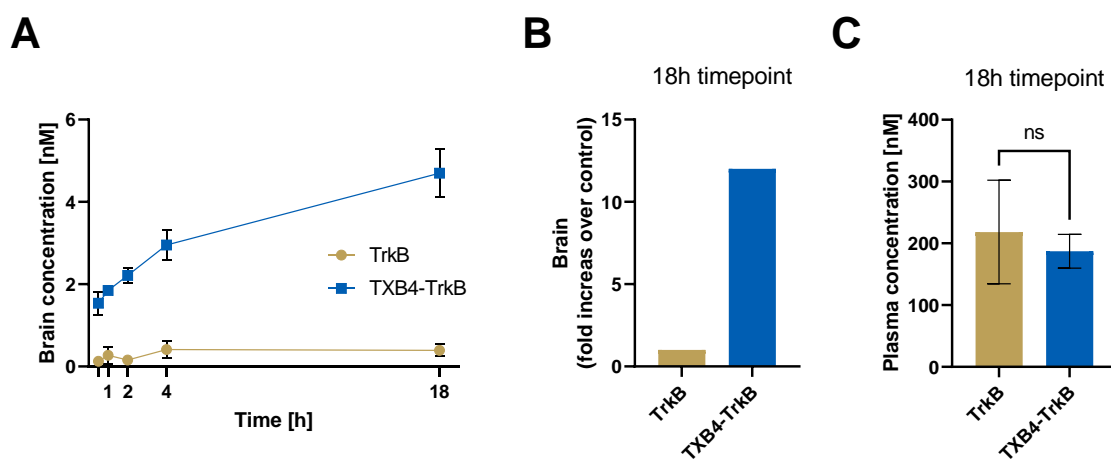 A
Brain concentration [nM]
6
4
2
0
1
2
4
18
Time [h]
TrkB
TXB4-TrkB
B
18h timepoint
Brain
(fold increas over control)
15
10
5
0
TrkB
TXB4-TrkB
C
18h timepoint
Plasma concentration [nM]
400
300
200
100
0
ns
TrkB
TXB4-TrkB